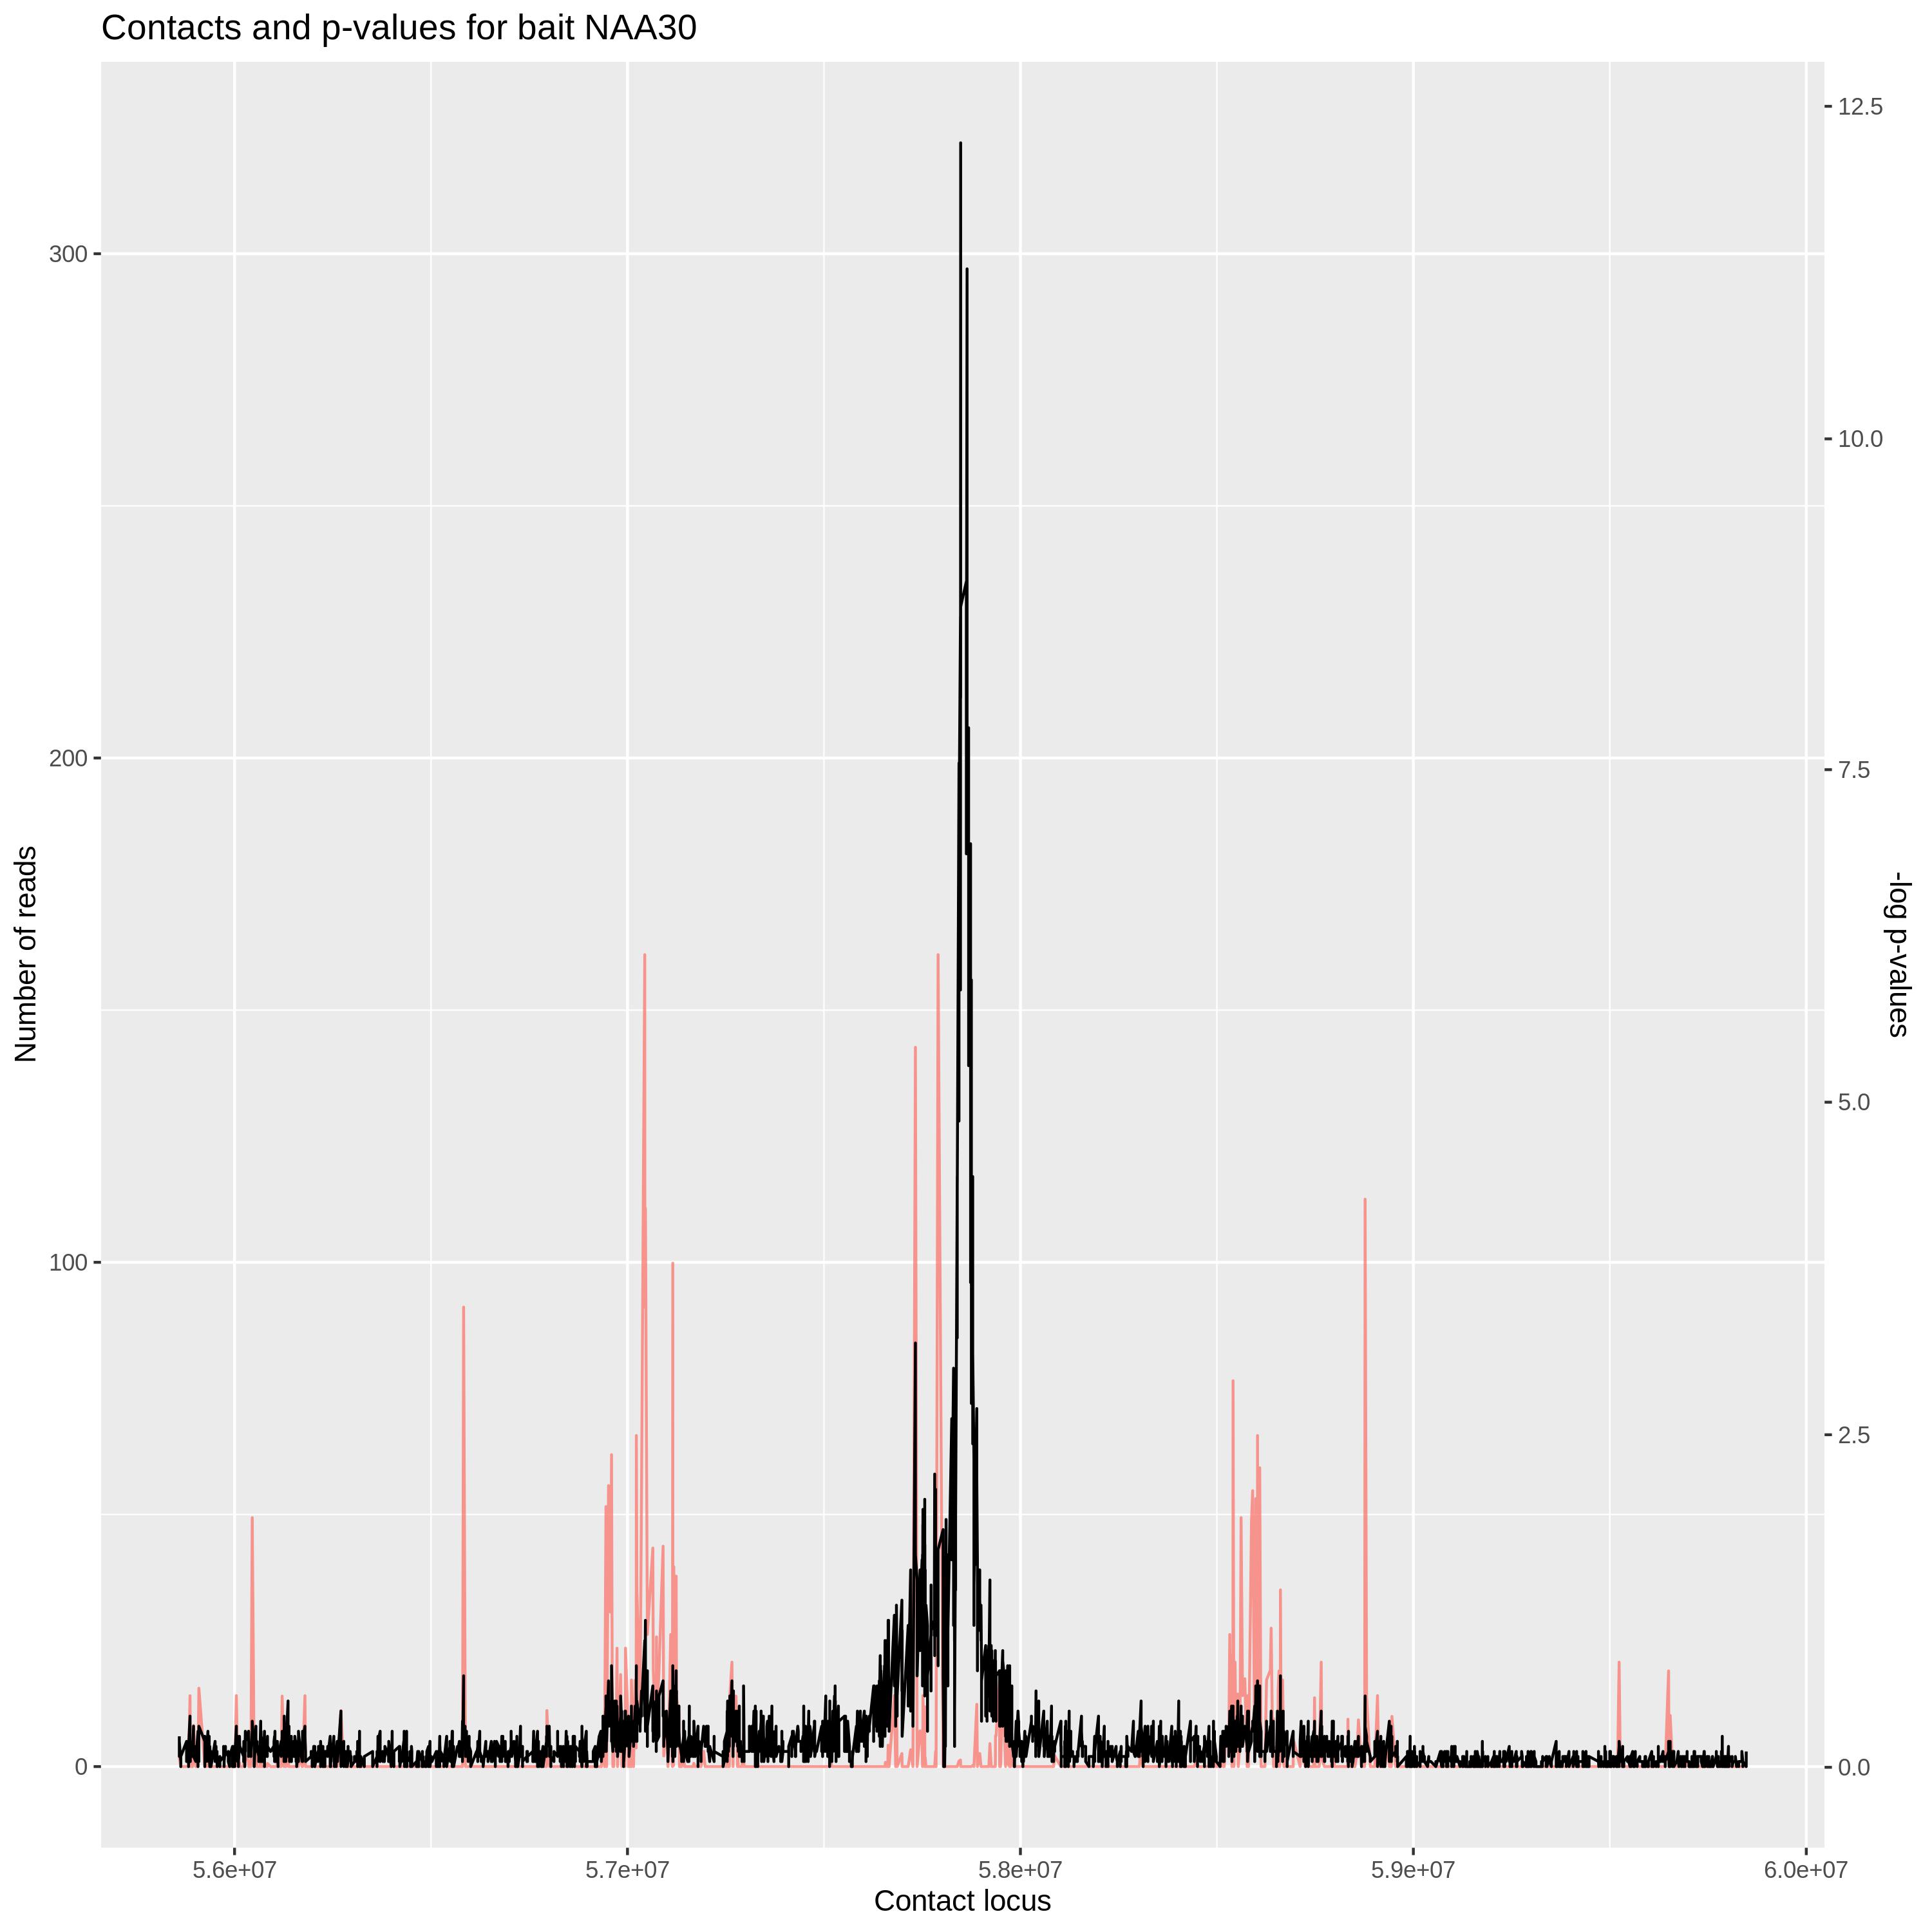 Contacts and p-values for bait NAA30
Number of reads
300
200
100
0
12.5
10.0
7.5
5.0
2.5
0.0
-log p-values
5.6e+07
5.7e+07
5.8e+07
5.9e+07
6.0e+07
Contact locus